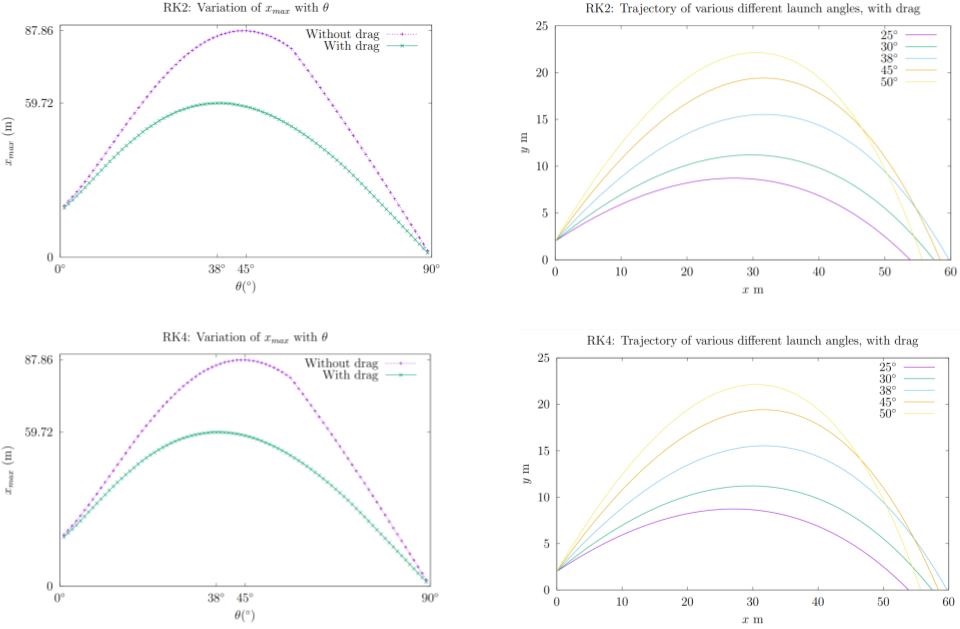 RK2: Variation of xmax with θ
87.86
59.72
0
xmax (m)
Without drag
With drag
0° 38° 45° 90°
θ(°)
RK2: Trajectory of various different launch angles, with drag
25
20
15
10
5
0
y m
25°
30°
38°
45°
50°
0 10 20 30 40 50 60
x m
RK4: Variation of xmax with θ
87.86
59.72
0
xmax (m)
Without drag
With drag
0° 38° 45° 90°
θ(°)
RK4: Trajectory of various different launch angles, with drag
25
20
15
10
5
0
y m
25°
30°
38°
45°
50°
0 10 20 30 40 50 60
x m